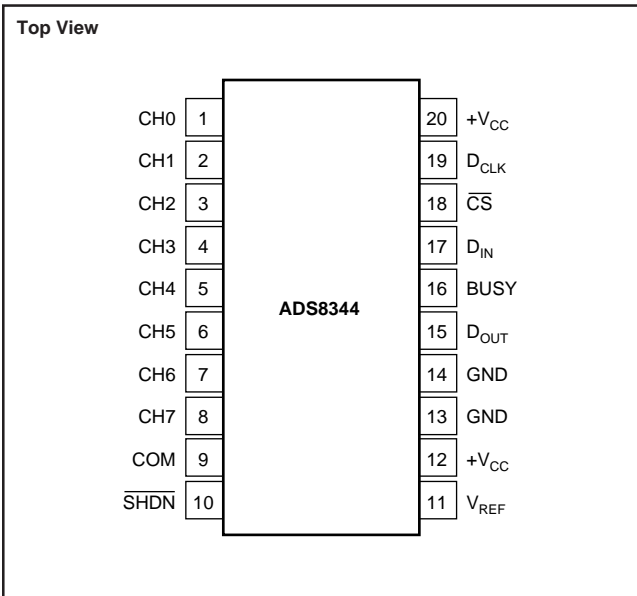 Top View
CH0 1 20 +VCC
CH1 2 19 DCLK
CH2 3 18 C̅S̅
CH3 4 17 DIN
CH4 5 16 BUSY
ADS8344
CH5 6 15 DOUT
CH6 7 14 GND
CH7 8 13 GND
COM 9 12 +VCC
S̅H̅D̅N̅ 10 11 VREF